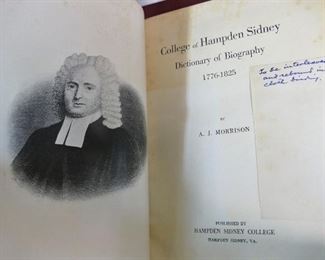 College of Hampden Sidney
Dictionary of Biography
1776-1825
BY
A. J. MORRISON
PUBLISHED BY
HAMPDEN SIDNEY COLLEGE
HAMPDEN SIDNEY, VA.
To be interleaved
and rebound in
cloth binding.